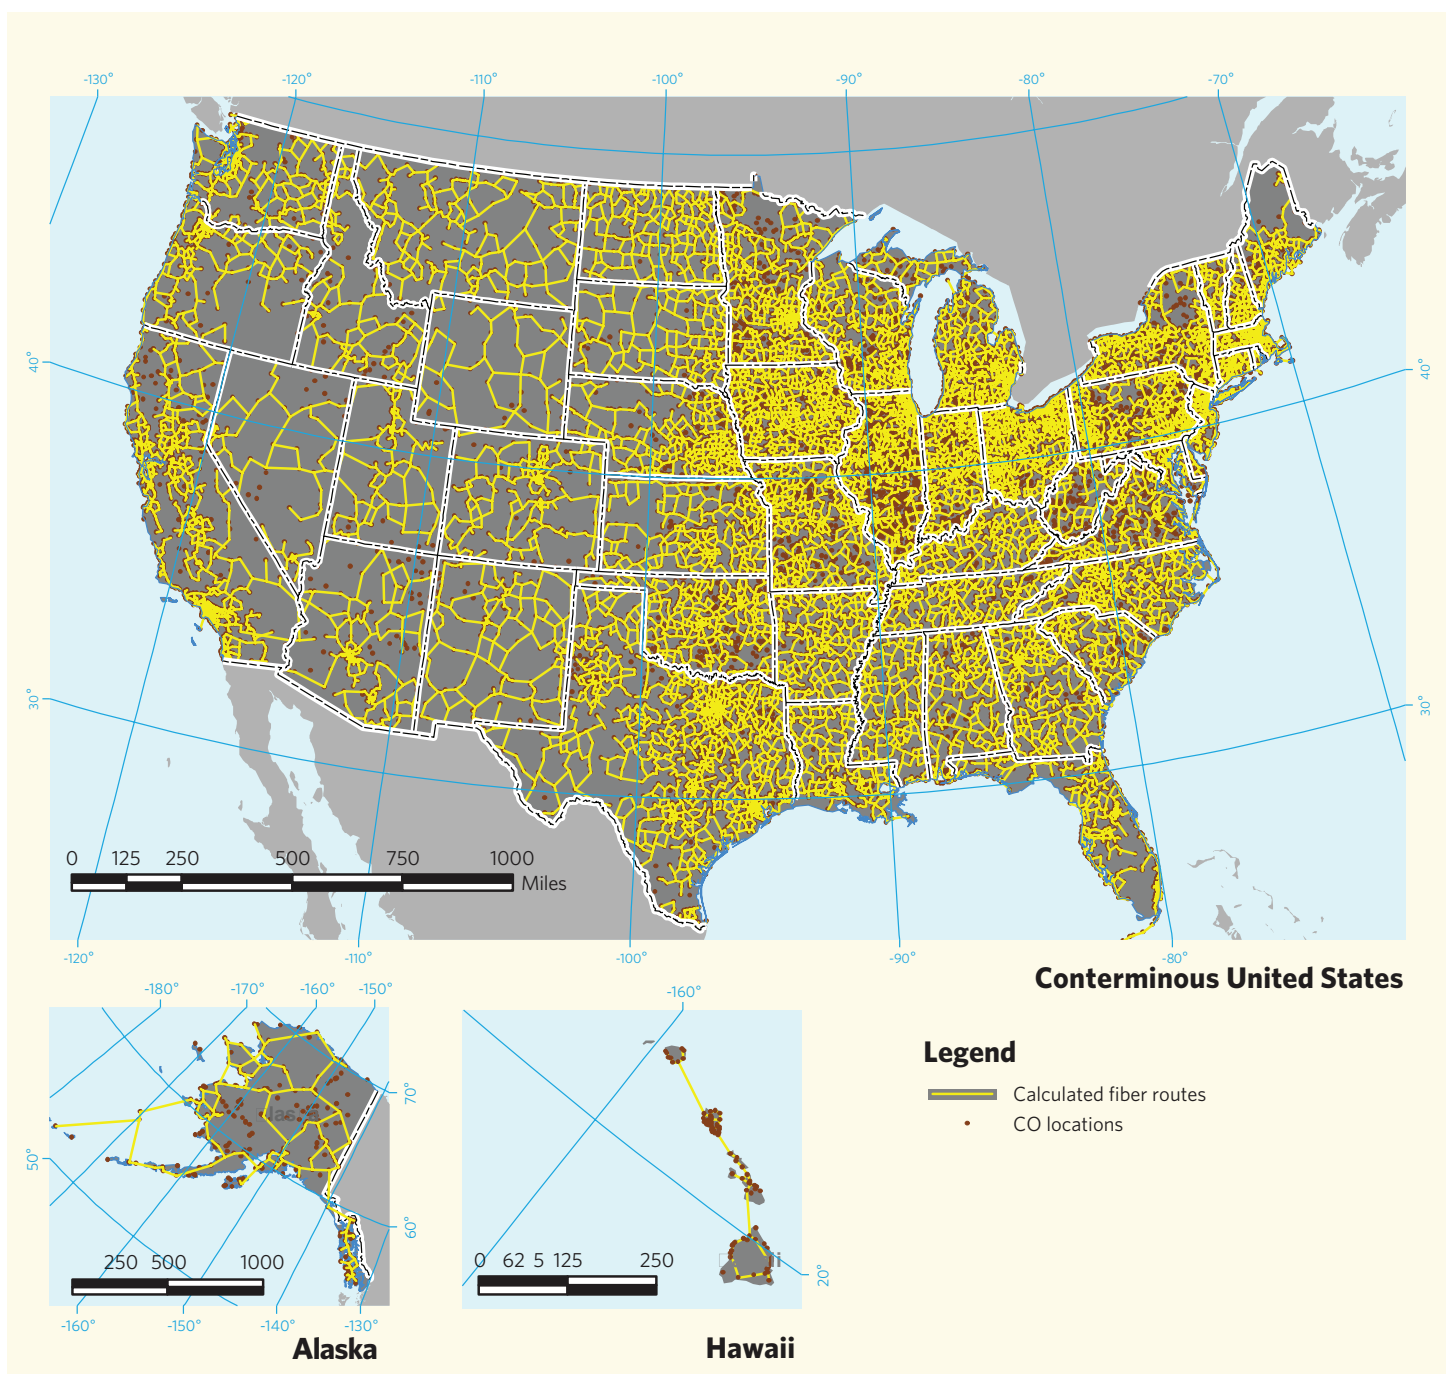 -130° -120° -110° -100° -90° -80° -70°
40° 40°
30° 30°
0 125 250 500 750 1000
Miles
-120° -110° -100° -90° -80°
Conterminous United States
-180° -170° -160° -150°
-160°
Legend
Calculated fiber routes
CO locations
70°
50°
60°
250 500 1000
0 62 5 125 250
ii
20°
-160° -150° -140° -130°
Alaska
Hawaii